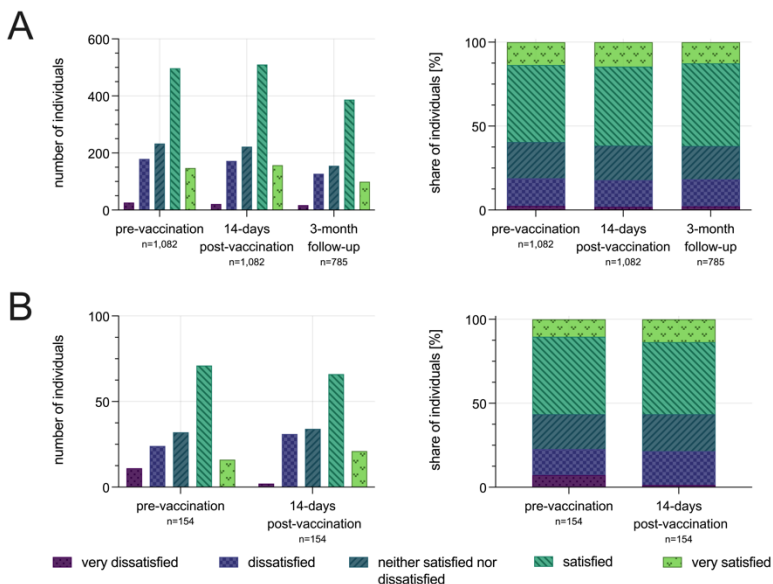 A
number of individuals
600
400
200
0
pre-vaccination
n=1,082
14-days
post-vaccination
n=1,082
3-month
follow-up
n=785
share of individuals [%]
100
50
0
pre-vaccination
n=1,082
14-days
post-vaccination
n=1,082
3-month
follow-up
n=785
B
number of individuals
100
50
0
pre-vaccination
n=154
14-days
post-vaccination
n=154
share of individuals [%]
100
50
0
pre-vaccination
n=154
14-days
post-vaccination
n=154
very dissatisfied
dissatisfied
neither satisfied nor
dissatisfied
satisfied
very satisfied